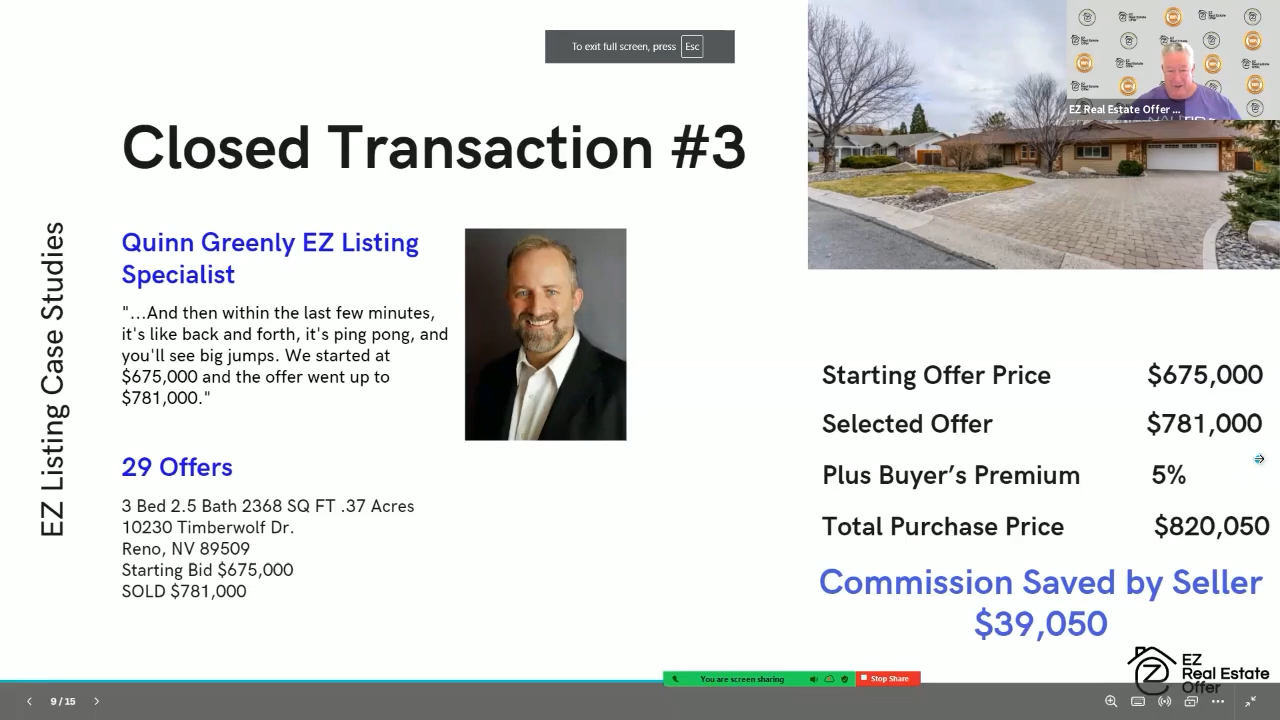 To exit full screen, press Esc
EZ Real Estate Offer ...
Closed Transaction #3
EZ Listing Case Studies
Quinn Greenly EZ Listing
Specialist
"...And then within the last few minutes,
it's like back and forth, it's ping pong, and
you'll see big jumps. We started at
$675,000 and the offer went up to
$781,000."
29 Offers
3 Bed 2.5 Bath 2368 SQ FT .37 Acres
10230 Timberwolf Dr.
Reno, NV 89509
Starting Bid $675,000
SOLD $781,000
Starting Offer Price $675,000
Selected Offer $781,000
Plus Buyer’s Premium 5%
Total Purchase Price $820,050
Commission Saved by Seller
$39,050
EZ
Real Estate
Offer
You are screen sharing
Stop Share
9 / 15